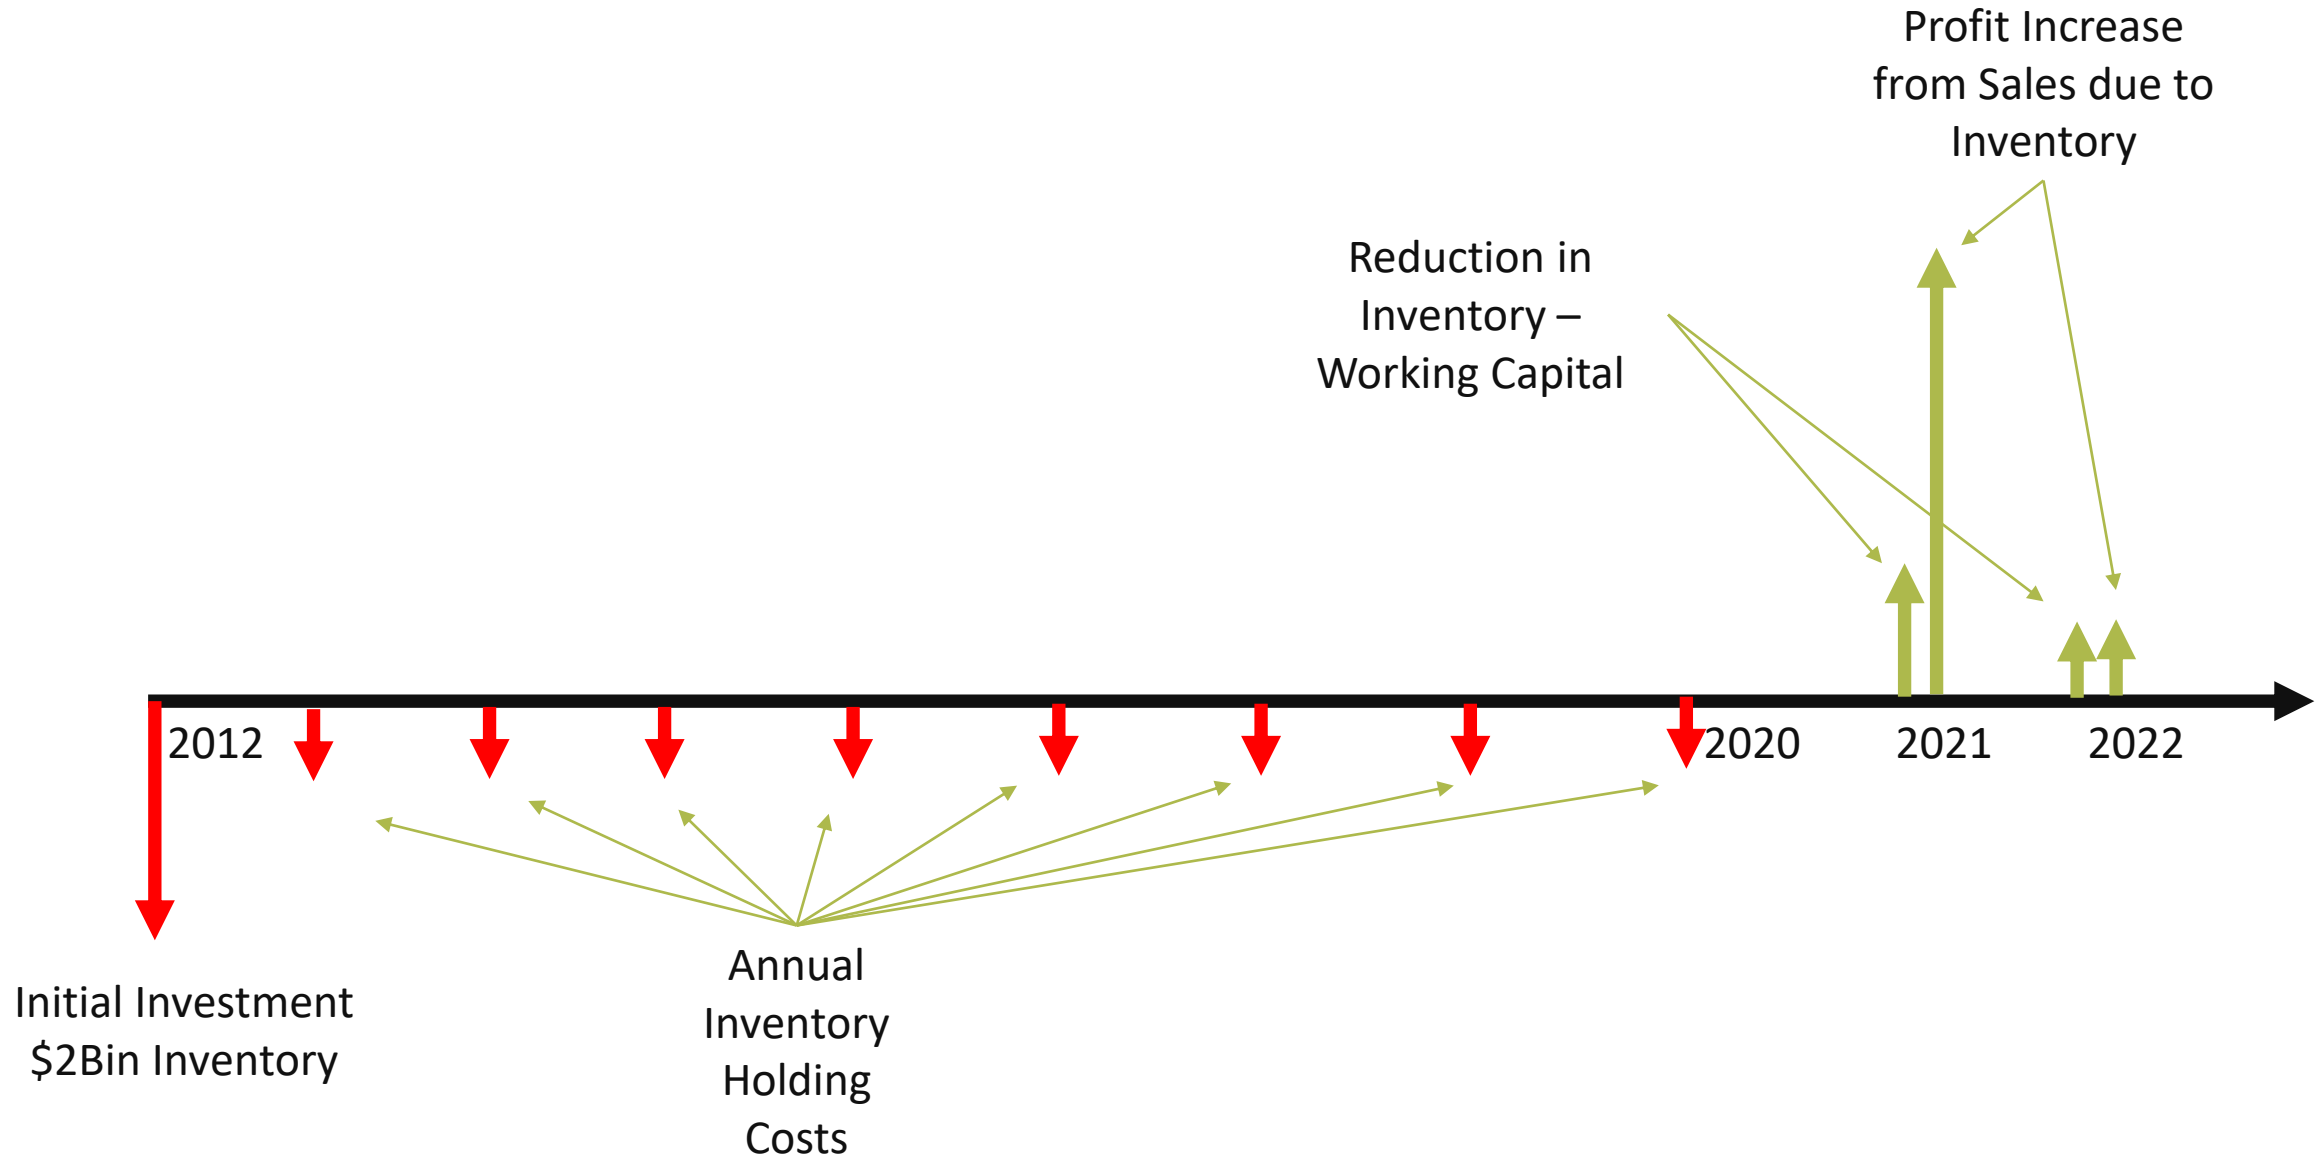 Profit Increase
from Sales due to
Inventory
Reduction in
Inventory –
Working Capital
2012
2020
2021
2022
Initial Investment
$2Bin Inventory
Annual
Inventory
Holding
Costs